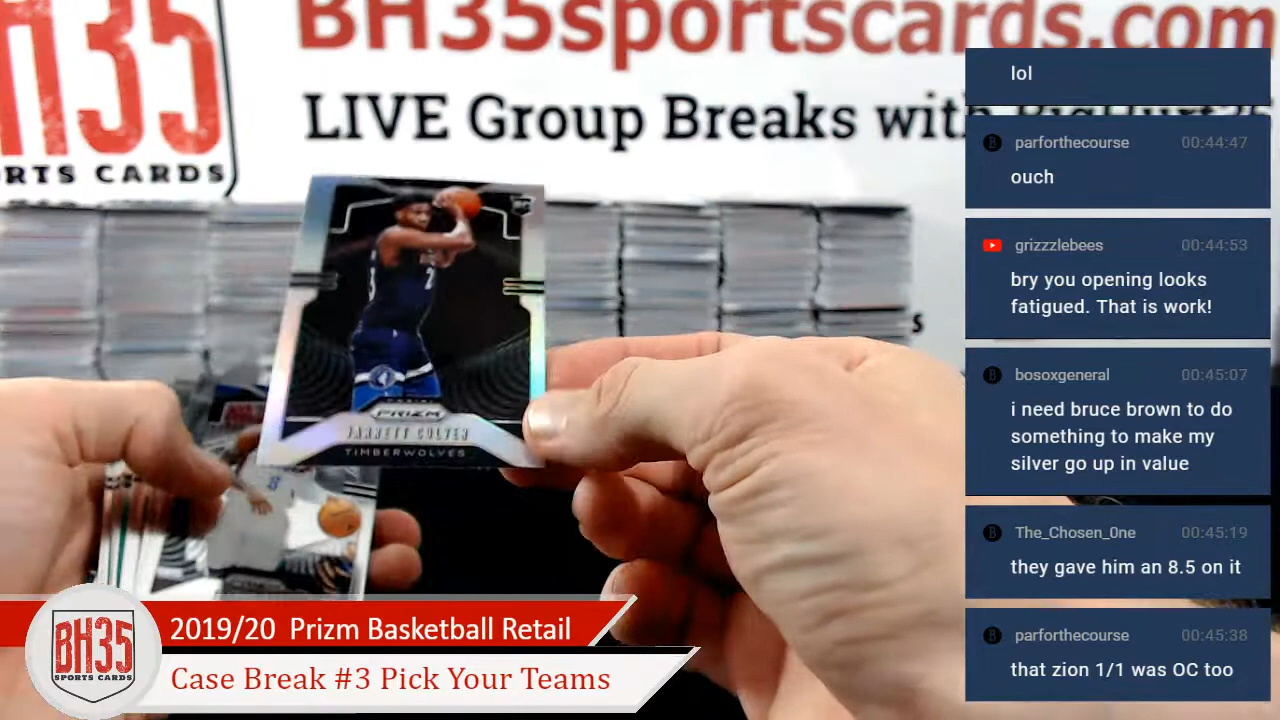 BH35sportscards.com
LIVE Group Breaks with
H35
RTS CARDS
RC
PRIZM
JARRETT CULVER
TIMBERWOLVES
lol
parforthecourse 00:44:47
ouch
grizzzlebees 00:44:53
bry you opening looks
fatigued. That is work!
bosoxgeneral 00:45:07
i need bruce brown to do
something to make my
silver go up in value
The_Chosen_0ne 00:45:19
they gave him an 8.5 on it
parforthecourse 00:45:38
that zion 1/1 was OC too
BH35
SPORTS CARDS
2019/20 Prizm Basketball Retail
Case Break #3 Pick Your Teams